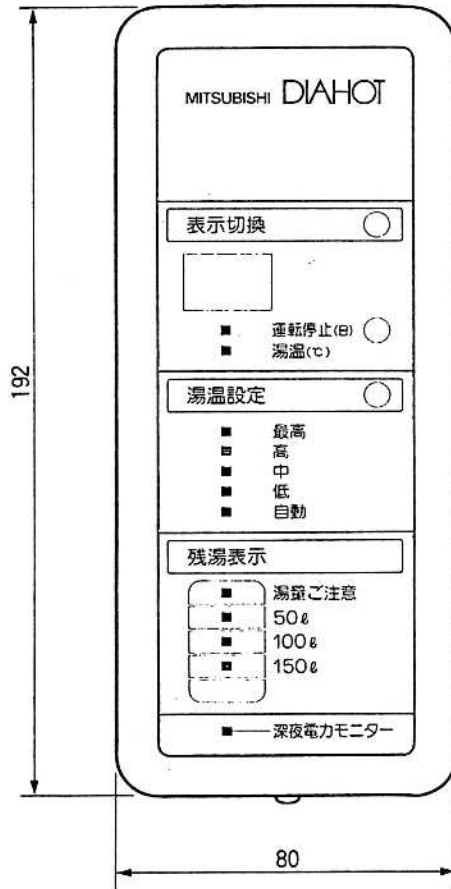 MITSUBISHI DIAHOT
表示切換
運転停止(日)
湯温(℃)
湯温設定
最高
高
中
低
自動
残湯表示
湯量ご注意
50ℓ
100ℓ
150ℓ
深夜電力モニター
192
80